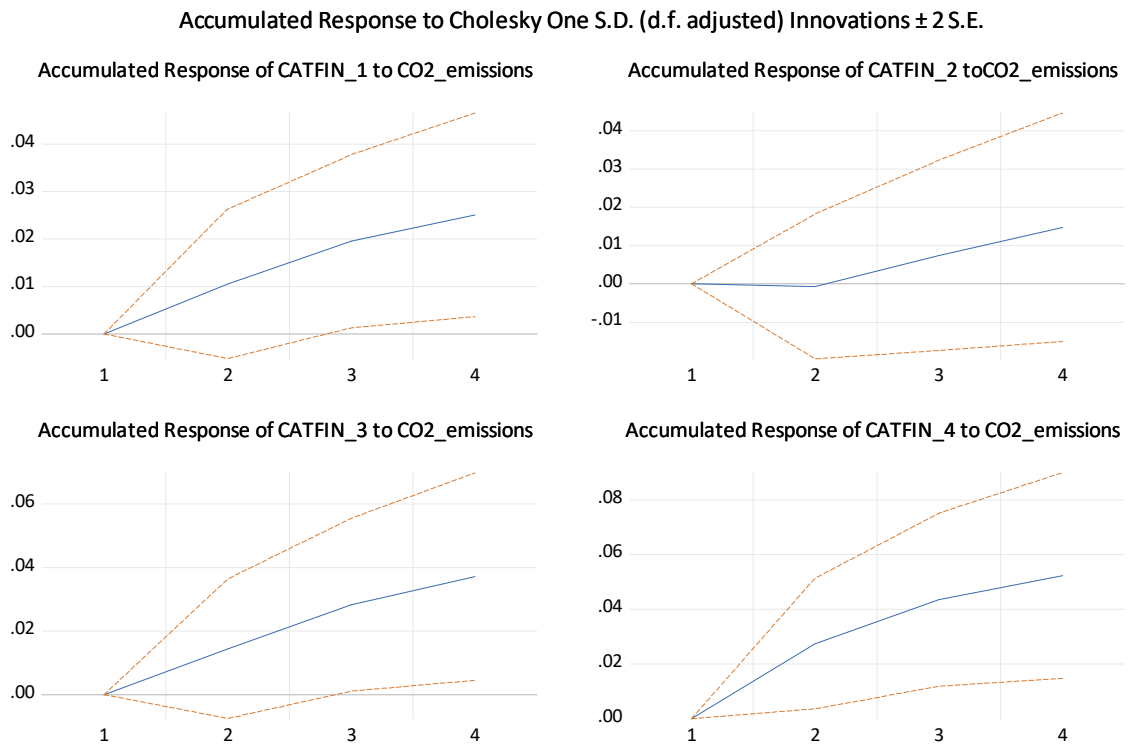 Accumulated Response to Cholesky One S.D. (d.f. adjusted) Innovations ± 2 S.E.
Accumulated Response of CATFIN_1 to CO2_emissions
.04
.03
.02
.01
.00
1 2 3 4
Accumulated Response of CATFIN_2 toCO2_emissions
.04
.03
.02
.01
.00
-.01
1 2 3 4
Accumulated Response of CATFIN_3 to CO2_emissions
.06
.04
.02
.00
1 2 3 4
Accumulated Response of CATFIN_4 to CO2_emissions
.08
.06
.04
.02
.00
1 2 3 4